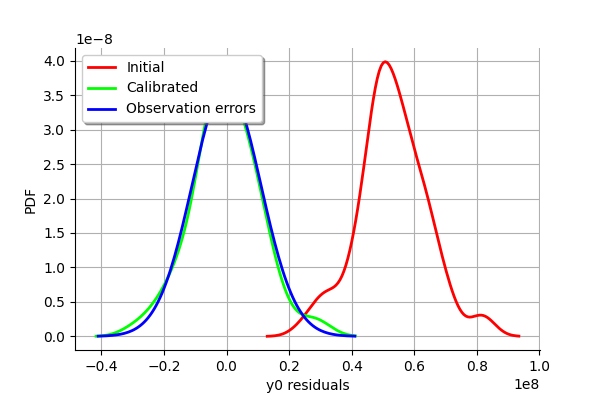 1e−8
Initial
Calibrated
Observation errors
4.0
3.5
3.0
2.5
2.0
1.5
1.0
0.5
0.0
PDF
−0.4 −0.2 0.0 0.2 0.4 0.6 0.8 1.0
y0 residuals
1e8